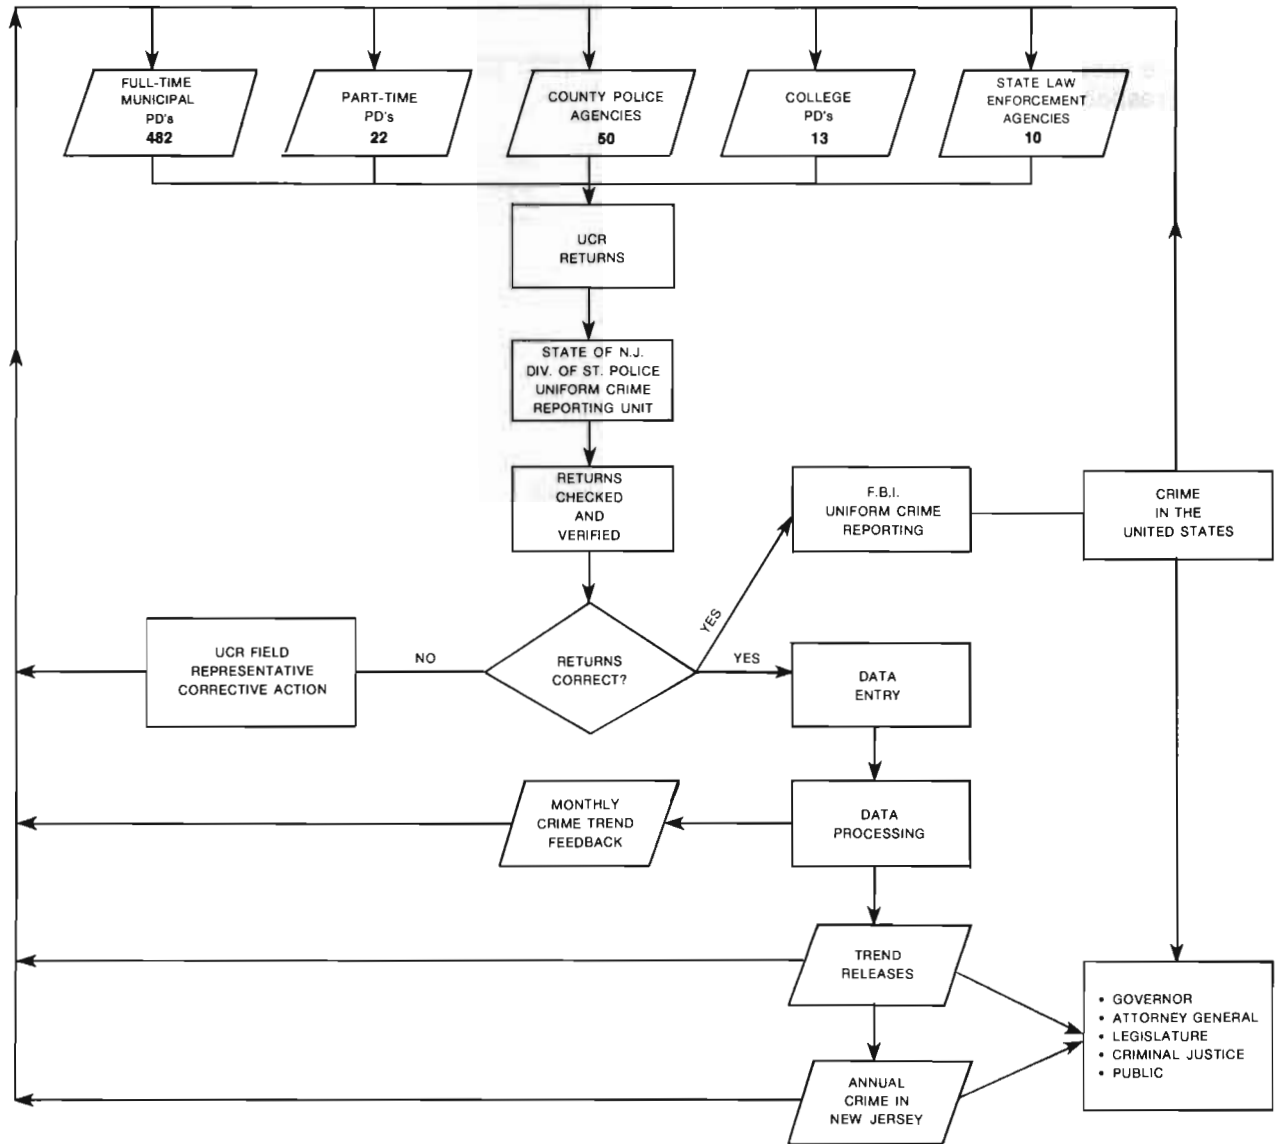 FULL-TIME
MUNICIPAL
PD's
482
PART-TIME
PD's
22
COUNTY POLICE
AGENCIES
50
COLLEGE
PD's
13
STATE LAW
ENFORCEMENT
AGENCIES
10
UCR
RETURNS
STATE OF N.J.
DIV. OF ST. POLICE
UNIFORM CRIME
REPORTING UNIT
RETURNS
CHECKED
AND
VERIFIED
F.B.I.
UNIFORM CRIME
REPORTING
CRIME
IN THE
UNITED STATES
YES
UCR FIELD
REPRESENTATIVE
CORRECTIVE ACTION
NO
RETURNS
CORRECT?
YES
DATA
ENTRY
MONTHLY
CRIME TREND
FEEDBACK
DATA
PROCESSING
TREND
RELEASES
• GOVERNOR
• ATTORNEY GENERAL
• LEGISLATURE
• CRIMINAL JUSTICE
• PUBLIC
ANNUAL
CRIME IN
NEW JERSEY